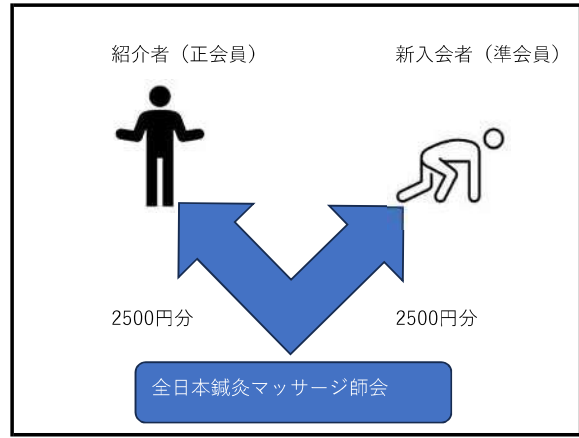 紹介者（正会員）
新入会者（準会員）
2500円分
2500円分
全日本鍼灸マッサージ師会